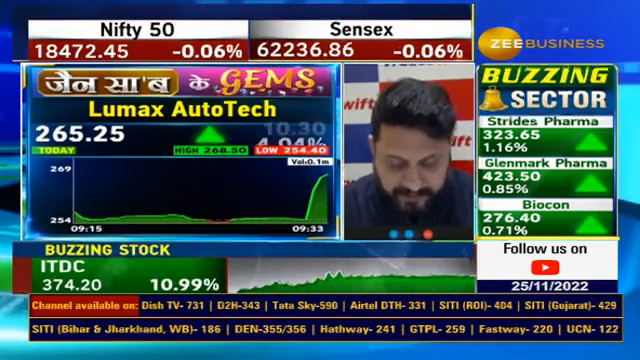 Nifty 50
18472.45 -0.06%
Sensex
62236.86 -0.06%
ZEE BUSINESS
जैन सा'ब के GEMS
Lumax AutoTech
265.25
10.30
4.04%
TODAY
HIGH 268.50
LOW 254.40
Vol:0.1m
269
254
09:15
09:33
swift
BUZZING
SECTOR
Strides Pharma
323.65
1.16%
Glenmark Pharma
423.50
0.85%
Biocon
276.40
0.71%
BUZZING STOCK
ITDC
374.20 10.99%
Follow us on
25/11/2022
Channel available on: Dish TV- 731 | D2H-343 | Tata Sky-590 | Airtel DTH- 331 | SITI (ROI)- 404 | SITI (Gujarat)- 429
SITI (Bihar & Jharkhand, WB)- 186 | DEN-355/356 | Hathway- 241 | GTPL- 259 | Fastway- 220 | UCN- 122